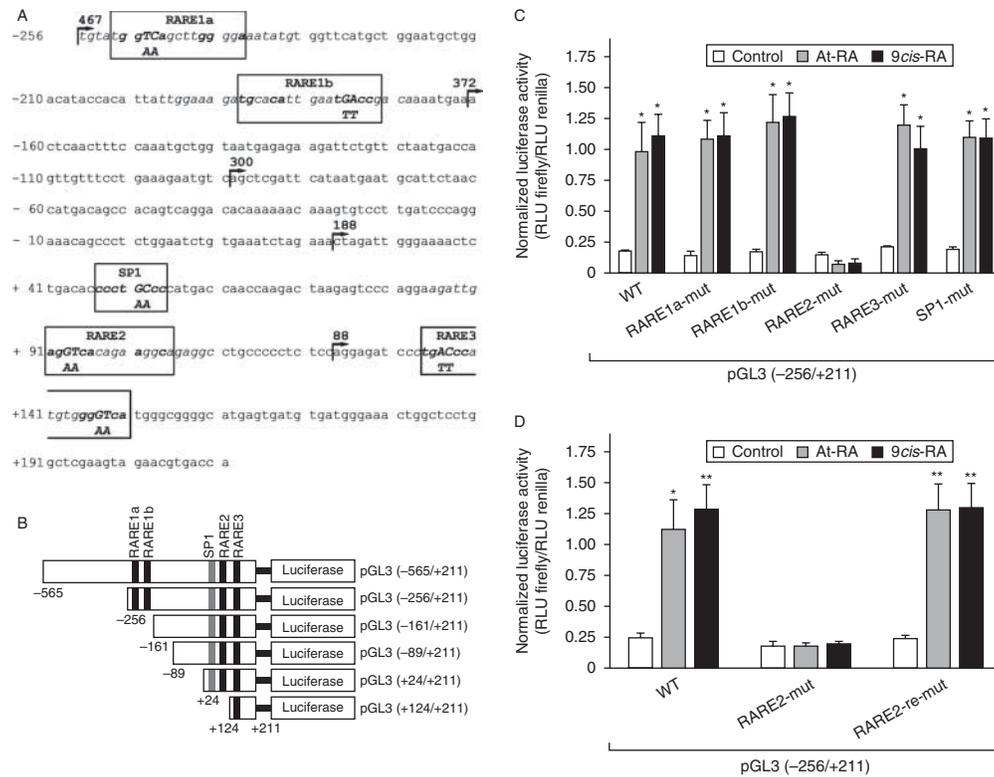 A
467
RARE1a
-256 tgtatg gTCagcttgg ggaaatatgt ggttcatgct ggaatgctgg
AA
RARE1b
372
-210 acataccaca ttattggaaa gatgcacatt gaatGAccga caaaatgaaa
TT
-160 ctcaactttc caaatgctgg taatgagaga agattctgtt ctaatgacca
300
-110 gttgtttcct gaaagaatgt cagctcgatt cataatgaat gcattctaac
- 60 catgacagcc acagtcagga cacaaaaaac aaagtgtcct tgatcccagg
188
- 10 aaacagccct ctggaatctg tgaaatctag aaactagatt gggaaaactc
SP1
+ 41 tgacaccccct GCcccatgac caaccaagac taagagtccc aggaagattg
AA
RARE2
88
RARE3
+ 91 agGTcacaga aggcagaggc ctgccccctc tccaggagat ccctgACcca
AA
TT
+141 tgtgggGTca tgggcggggc atgagtgatg tgatgggaaa ctggctcctg
AA
+191 gctcgaagta gaacgtgacc a
B
RARE1a
RARE1b
SP1
RARE2
RARE3
Luciferase pGL3 (–565/+211)
–565
Luciferase pGL3 (–256/+211)
–256
Luciferase pGL3 (–161/+211)
–161
Luciferase pGL3 (–89/+211)
–89
Luciferase pGL3 (+24/+211)
+24
Luciferase pGL3 (+124/+211)
+124 +211
C
Normalized luciferase activity
(RLU firefly/RLU renilla)
1.75
1.50
1.25
1.00
0.75
0.50
0.25
0
Control At-RA 9cis-RA
* * * * * * * * * *
WT
RARE1a-mut
RARE1b-mut
RARE2-mut
RARE3-mut
SP1-mut
pGL3 (–256/+211)
D
Normalized luciferase activity
(RLU firefly/RLU renilla)
1.75
1.50
1.25
1.00
0.75
0.50
0.25
0
Control At-RA 9cis-RA
* ** ** **
WT
RARE2-mut
RARE2-re-mut
pGL3 (–256/+211)